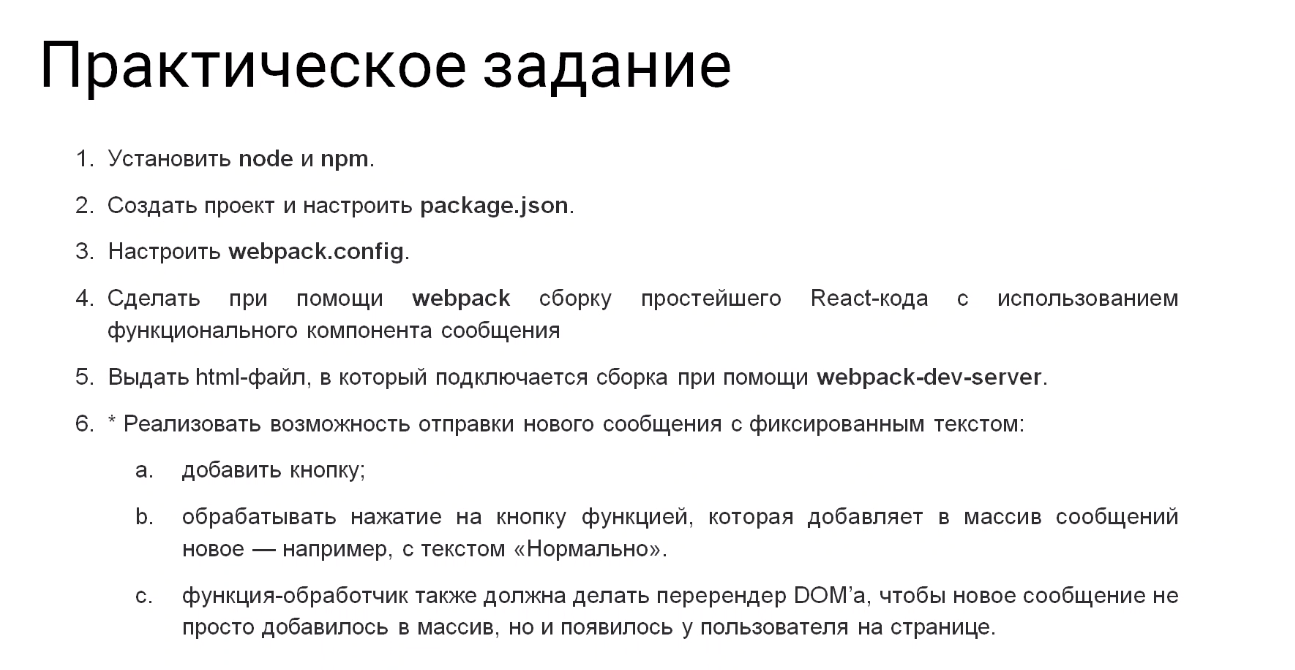 Практическое задание
1. Установить node и npm.
2. Создать проект и настроить package.json.
3. Настроить webpack.config.
4. Сделать при помощи webpack сборку простейшего React-кода с использованием
функционального компонента сообщения
5. Выдать html-файл, в который подключается сборка при помощи webpack-dev-server.
6. * Реализовать возможность отправки нового сообщения с фиксированным текстом:
a. добавить кнопку;
b. обрабатывать нажатие на кнопку функцией, которая добавляет в массив сообщений
новое — например, с текстом «Нормально».
c. функция-обработчик также должна делать перерендер DOM’а, чтобы новое сообщение не
просто добавилось в массив, но и появилось у пользователя на странице.